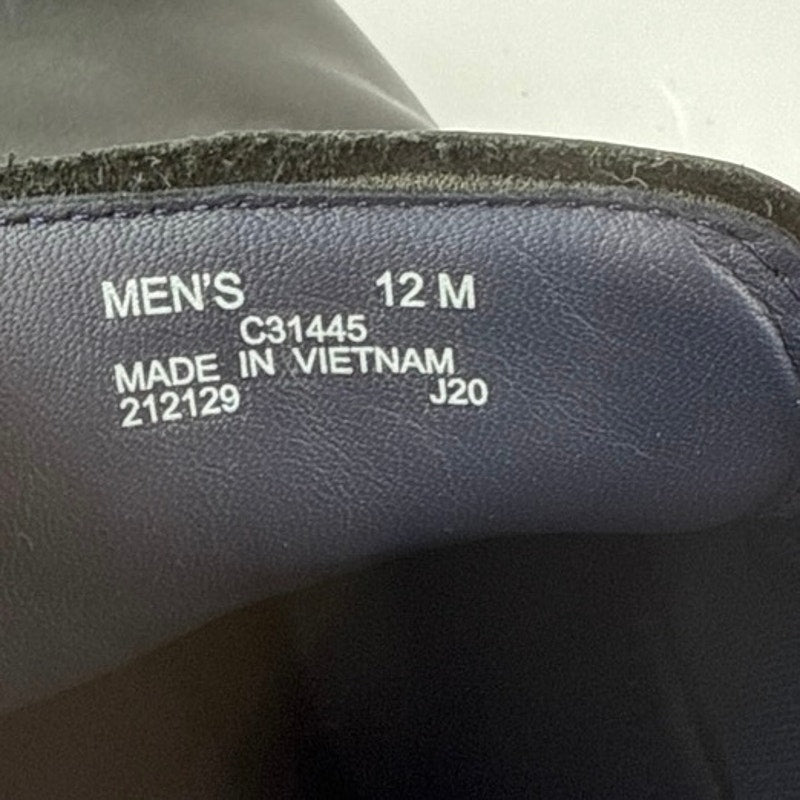 MEN'S 12 M
C31445
MADE IN VIETNAM
212129 J20